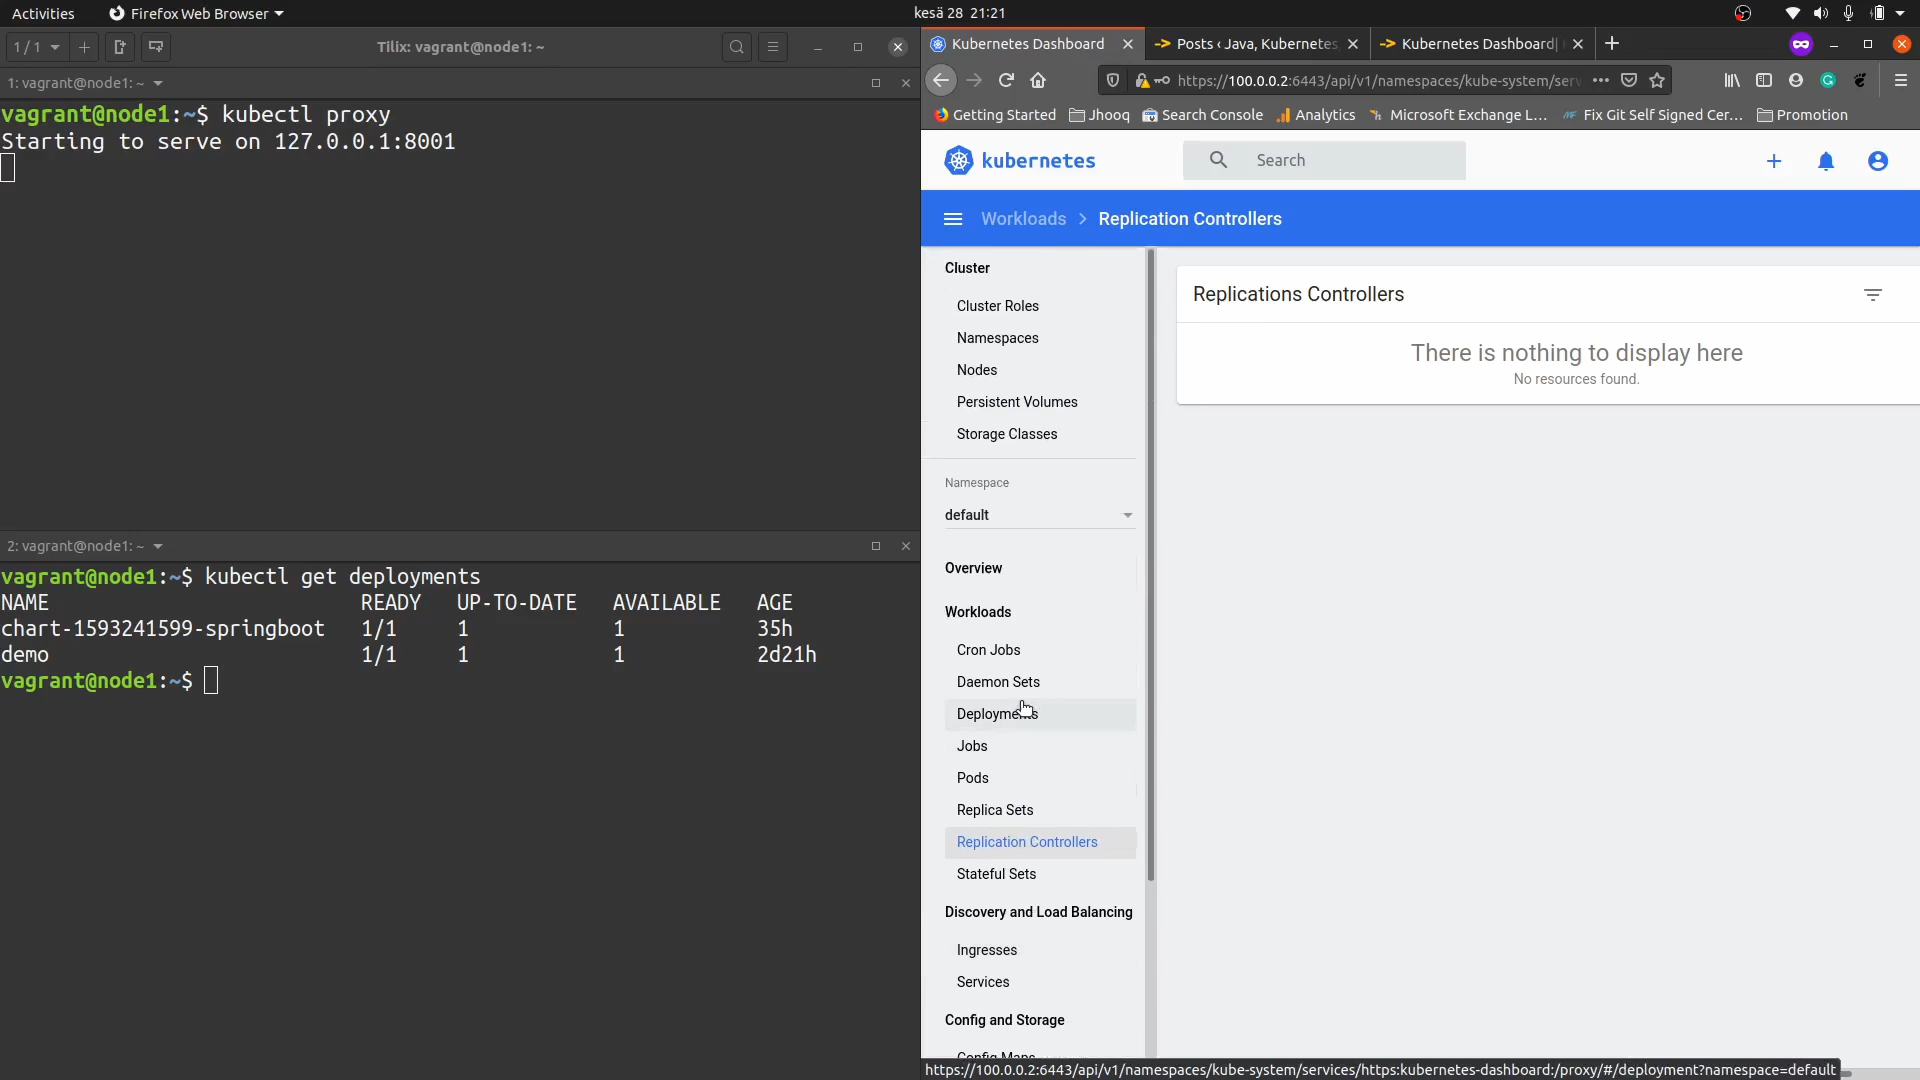 Activities
Firefox Web Browser
kesä 28 21:21
1 / 1
Tilix: vagrant@node1: ~
1: vagrant@node1: ~
vagrant@node1:~$ kubectl proxy
Starting to serve on 127.0.0.1:8001
2: vagrant@node1: ~
vagrant@node1:~$ kubectl get deployments
NAME READY UP-TO-DATE AVAILABLE AGE
chart-1593241599-springboot 1/1 1 1 35h
demo 1/1 1 1 2d21h
vagrant@node1:~$
Kubernetes Dashboard
Posts ‹ Java, Kubernetes,
Kubernetes Dashboard|
https://100.0.0.2:6443/api/v1/namespaces/kube-system/serv
Getting Started
Jhooq
Search Console
Analytics
Microsoft Exchange L...
Fix Git Self Signed Cer...
Promotion
kubernetes
Search
Workloads > Replication Controllers
Cluster
Cluster Roles
Namespaces
Nodes
Persistent Volumes
Storage Classes
Namespace
default
Overview
Workloads
Cron Jobs
Daemon Sets
Deployments
Jobs
Pods
Replica Sets
Replication Controllers
Stateful Sets
Discovery and Load Balancing
Ingresses
Services
Config and Storage
Config Maps
Replications Controllers
There is nothing to display here
No resources found.
https://100.0.0.2:6443/api/v1/namespaces/kube-system/services/https:kubernetes-dashboard:/proxy/#/deployment?namespace=default